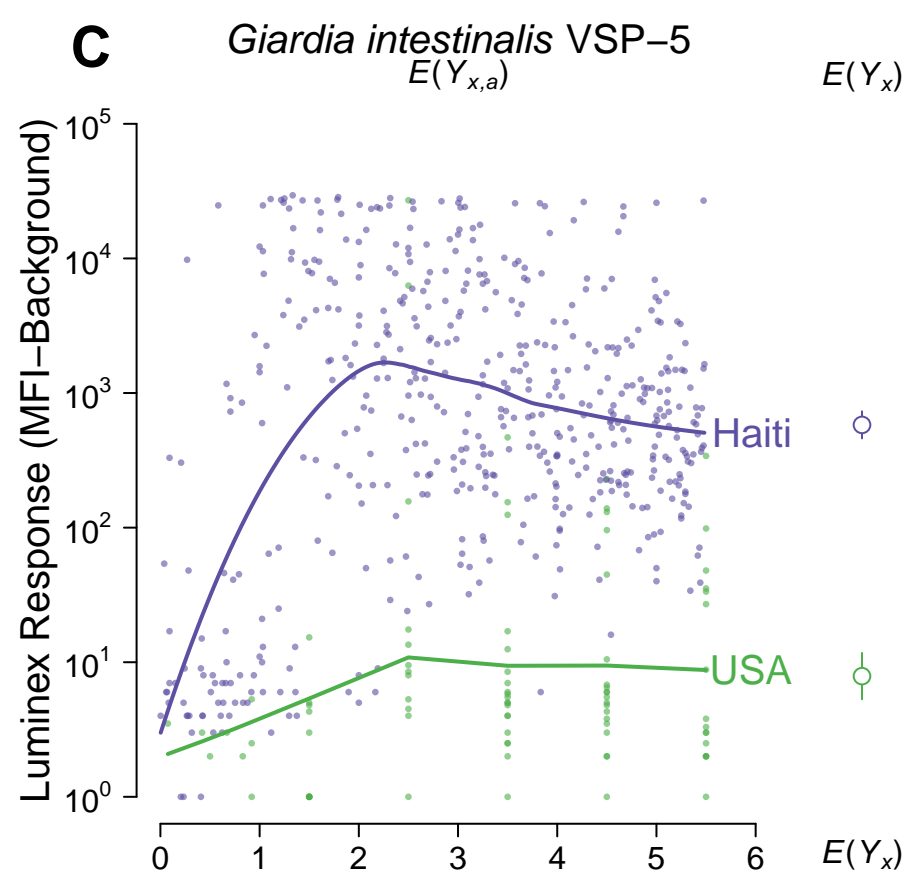 C
Giardia intestinalis VSP–5
E(Yx,a)
E(Yx)
Luminex Response (MFI–Background)
10^5
10^4
10^3
10^2
10^1
10^0
Haiti
USA
0 1 2 3 4 5 6
E(Yx)